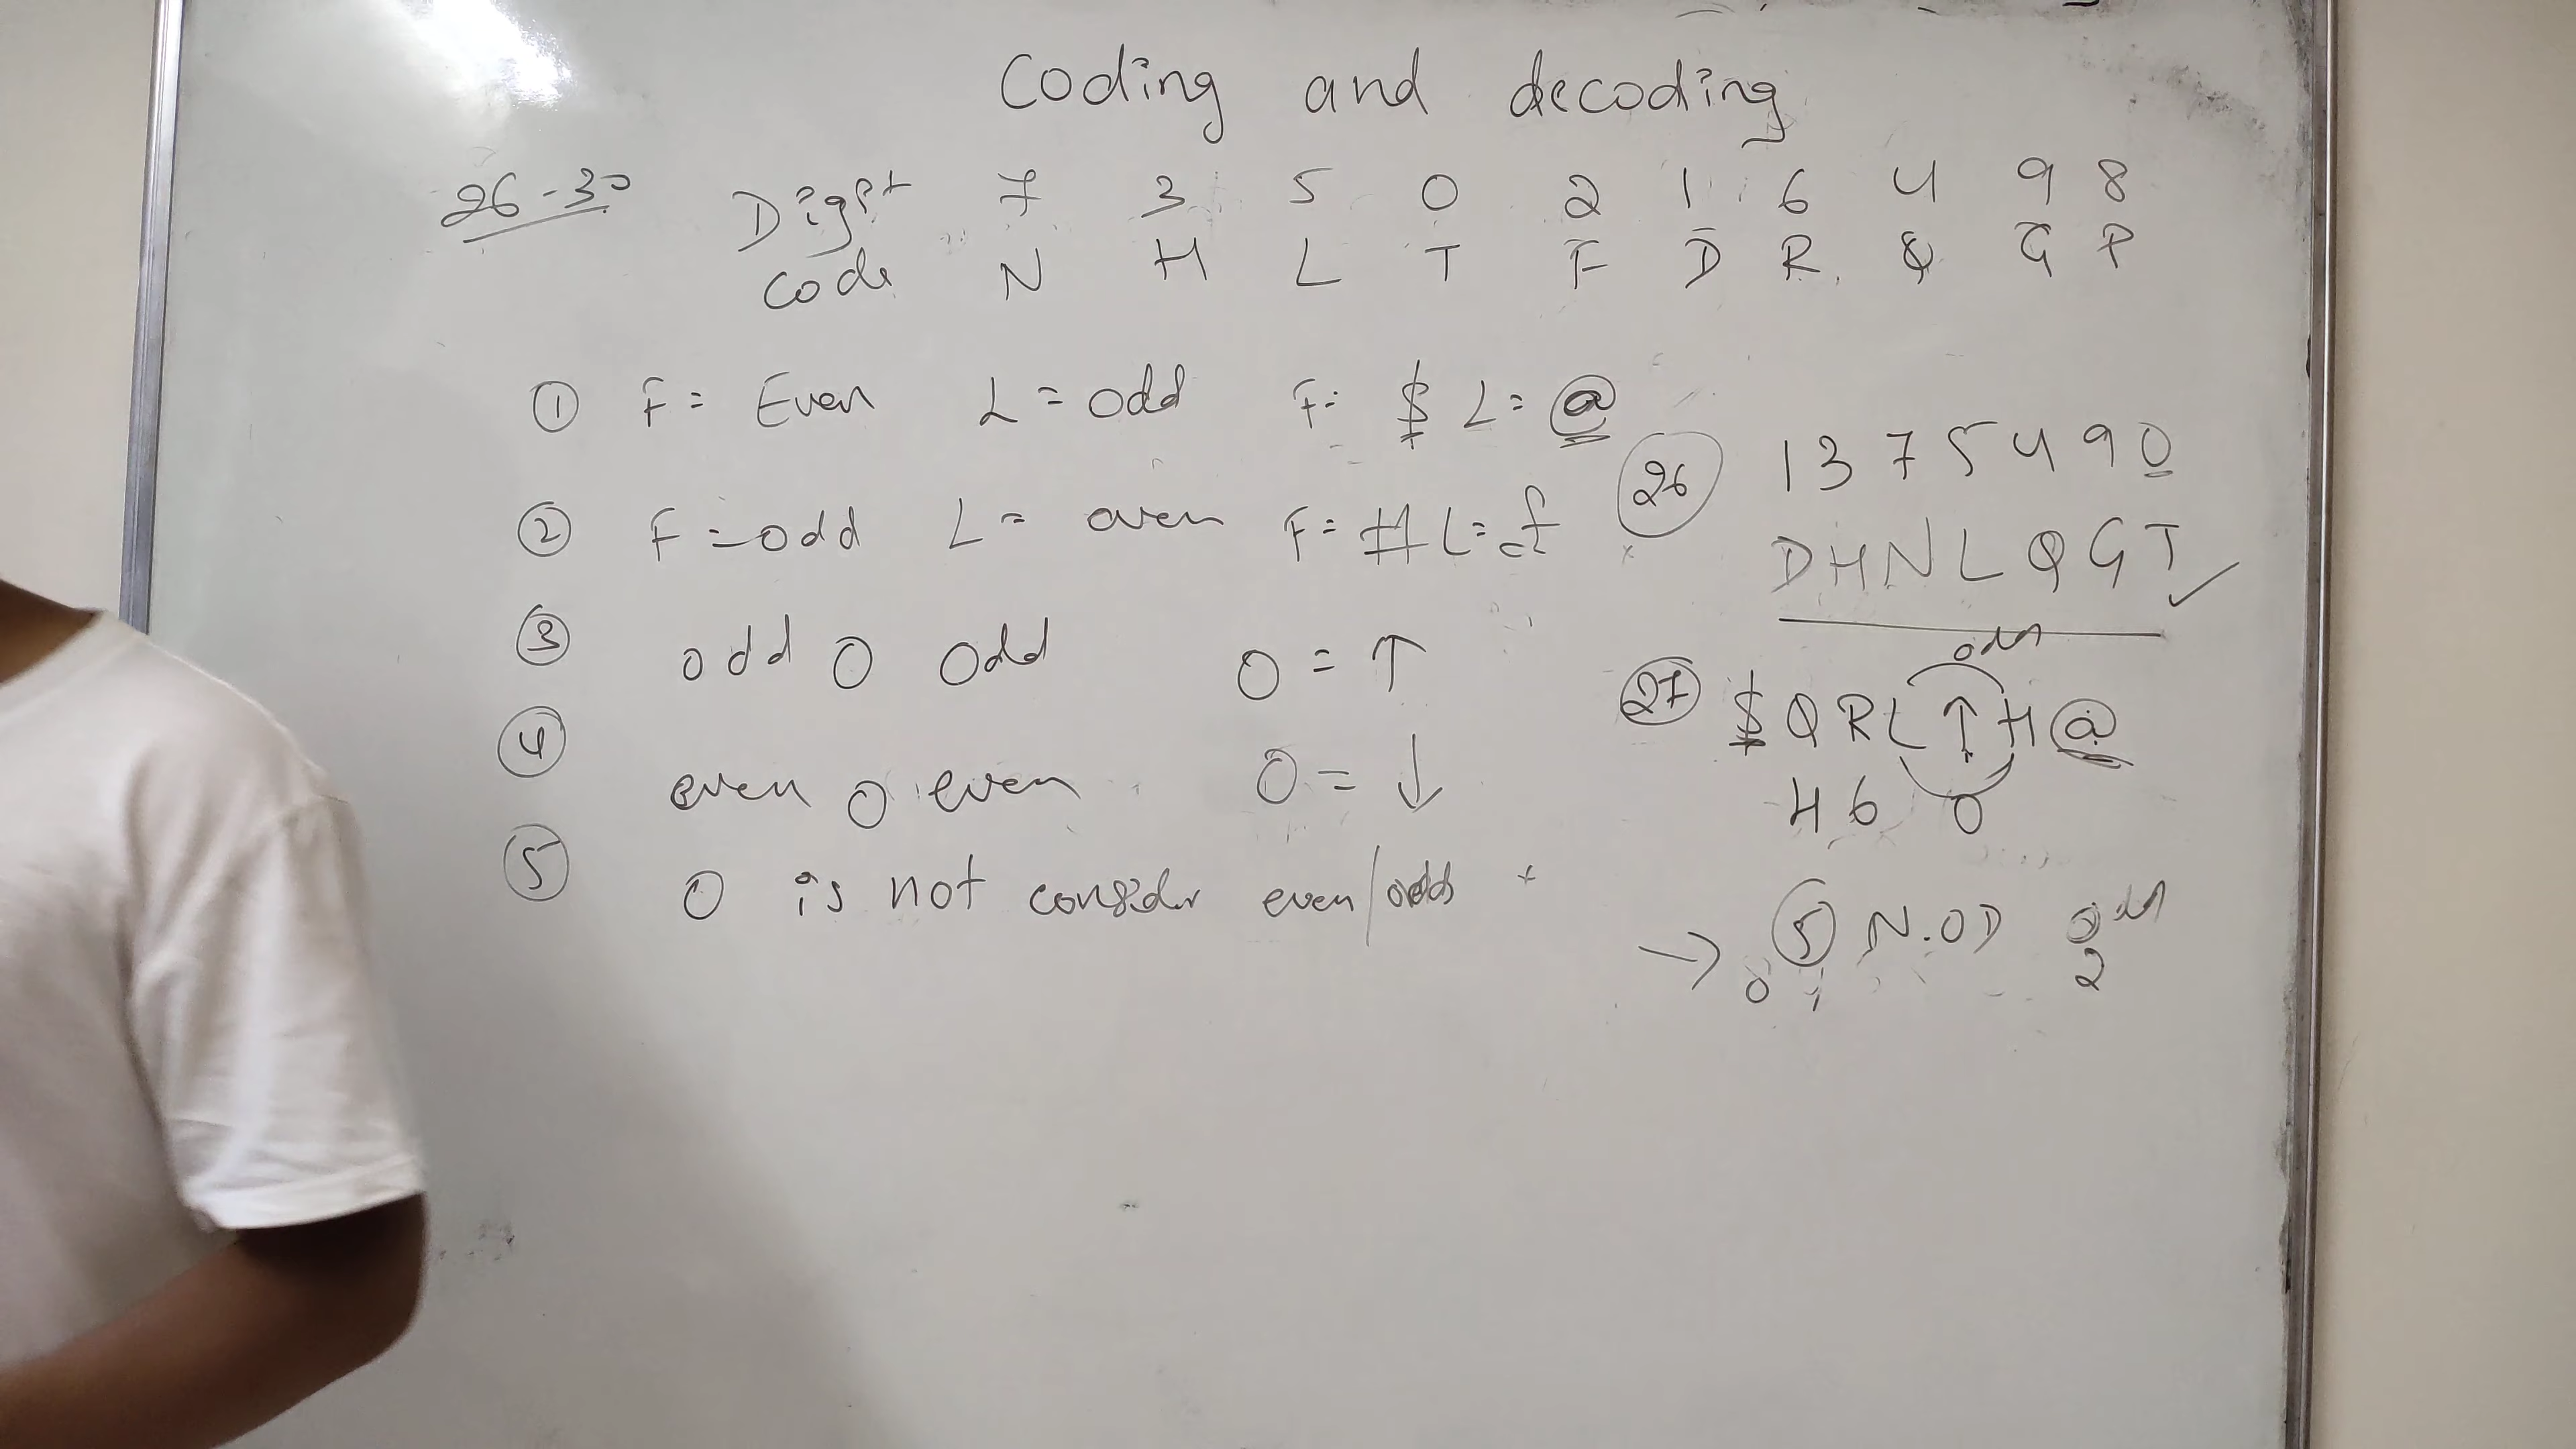 Coding and decoding
26-30 Digit 7 3 5 0 2 1 6 4 9 8
Code N H L T F D R Q G P
① F = Even L = odd F = $ L = @
② F = odd L = even F = # L = £
③ odd 0 odd 0 = ↑
④ even 0 even 0 = ↓
⑤ 0 is not consider even/odd
26 1 3 7 5 4 9 0
D H N L Q G T ✓
odd
27 $ Q R L ↑ H @
4 6 0
→ ⑤ N.OD odd
0 1 2